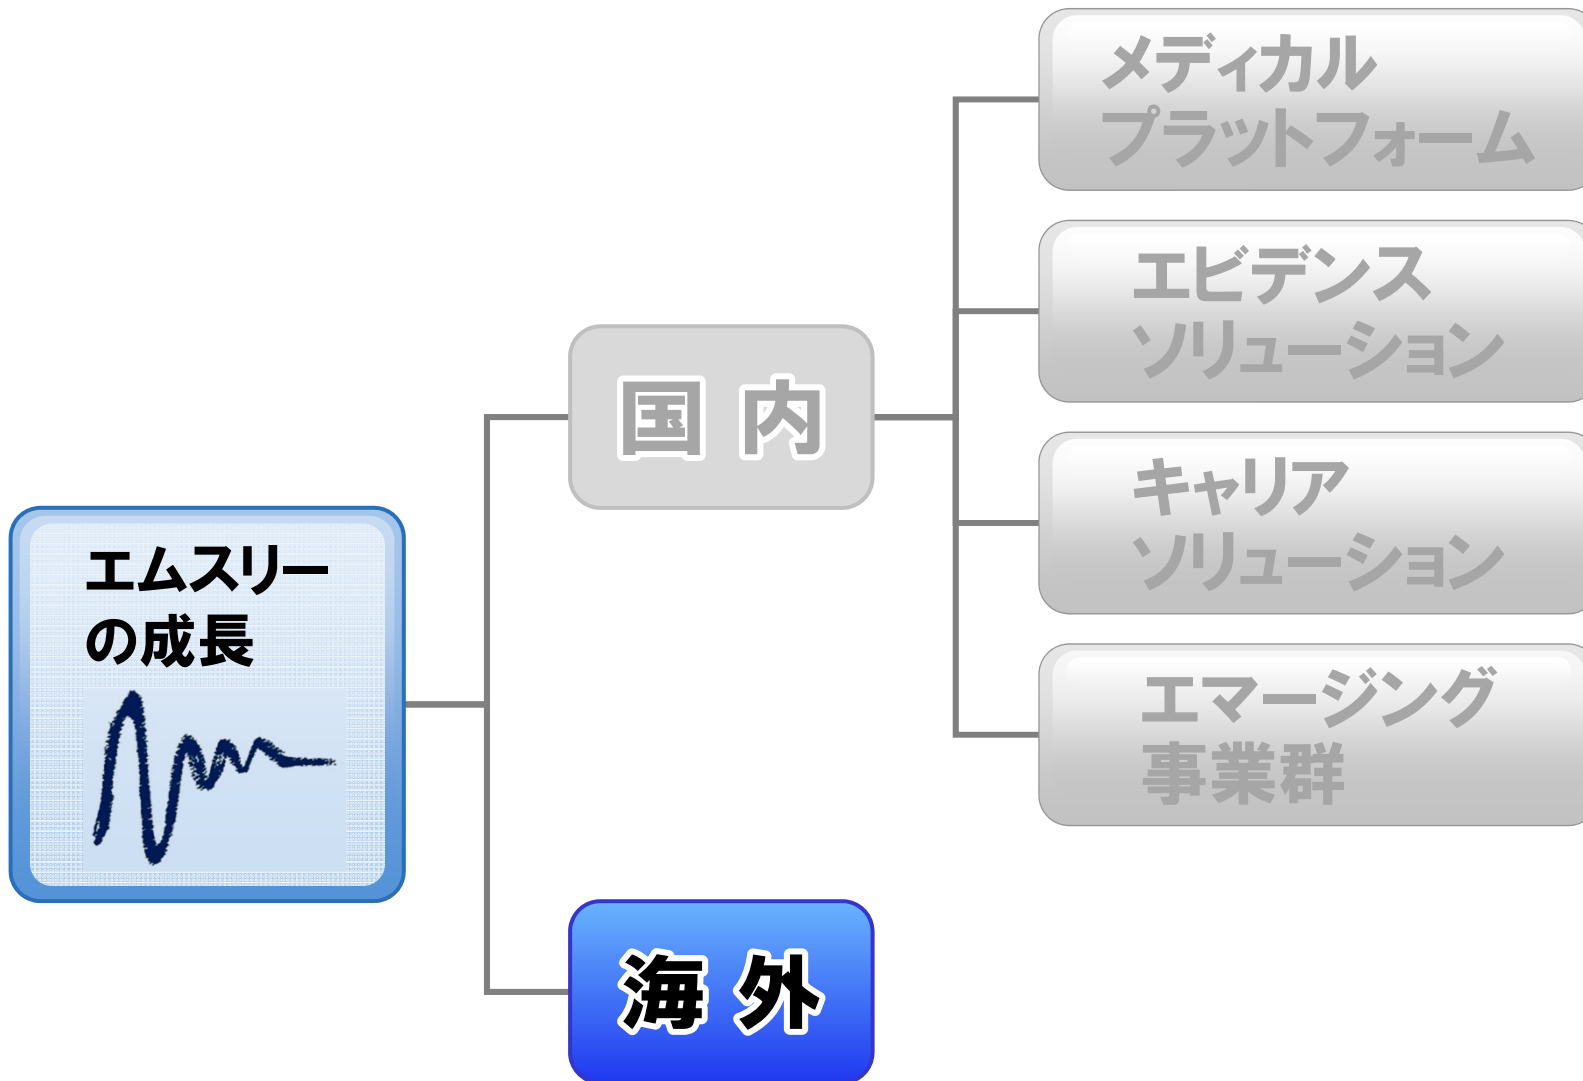 エムスリー
の成長
国内
海外
メディカル
プラットフォーム
エビデンス
ソリューション
キャリア
ソリューション
エマージング
事業群